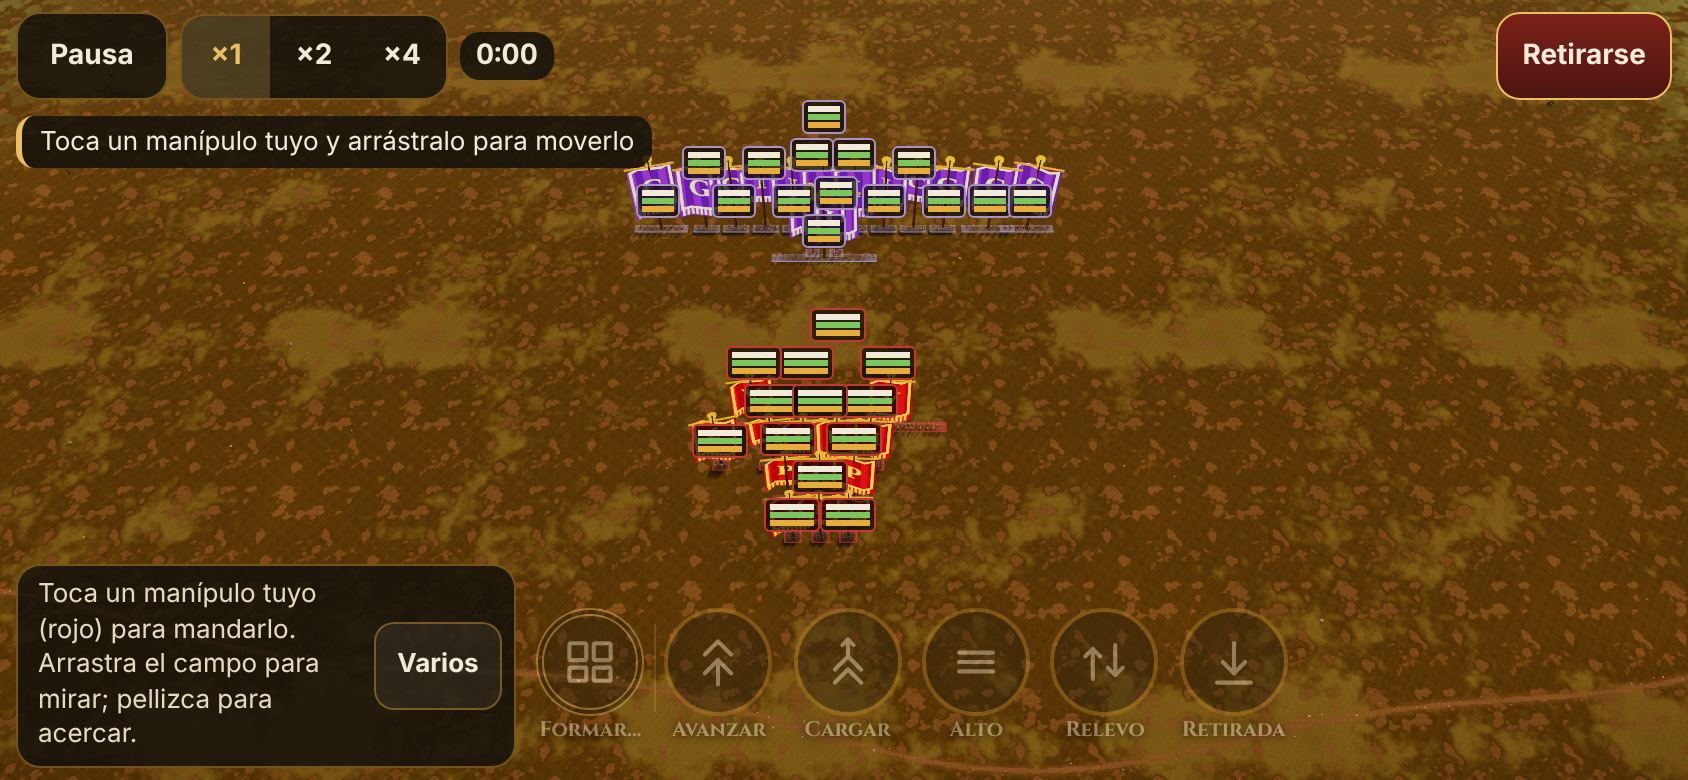 Pausa
×1
×2
×4
0:00
Retirarse
Toca un manípulo tuyo y arrástralo para moverlo
Toca un manípulo tuyo
(rojo) para mandarlo.
Arrastra el campo para
mirar; pellizca para
acercar.
Varios
FORMAR...
AVANZAR
CARGAR
ALTO
RELEVO
RETIRADA